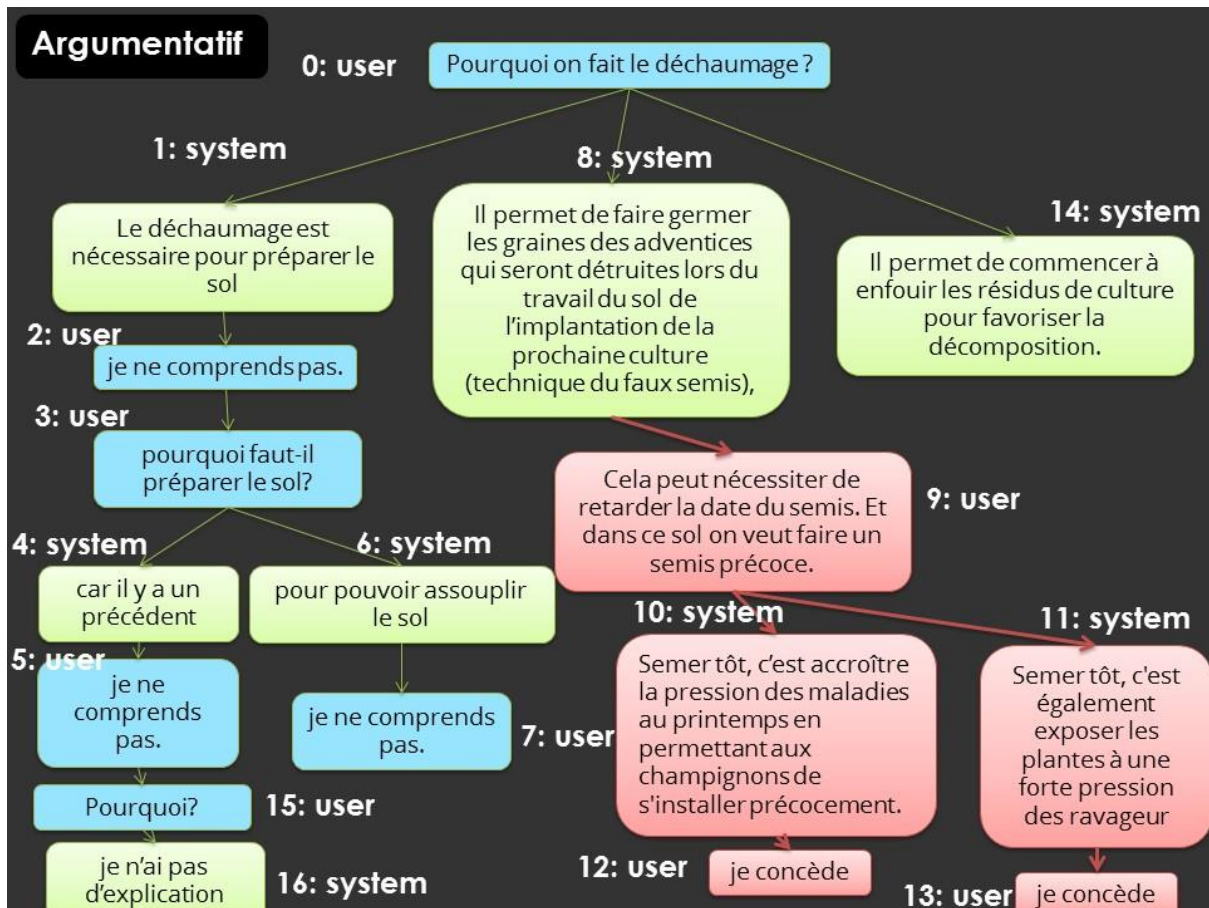 Argumentatif
0: user
Pourquoi on fait le déchaumage ?
1: system
Le déchaumage est
nécessaire pour préparer le
sol
2: user
je ne comprends pas.
3: user
pourquoi faut-il
préparer le sol?
4: system
car il y a un
précédent
5: user
je ne
comprends
pas.
15: user
Pourquoi?
16: system
je n'ai pas
d'explication
6: system
pour pouvoir assouplir
le sol
7: user
je ne comprends
pas.
8: system
Il permet de faire germer
les graines des adventices
qui seront détruites lors du
travail du sol de
l'implantation de la
prochaine culture
(technique du faux semis),
9: user
Cela peut nécessiter de
retarder la date du semis. Et
dans ce sol on veut faire un
semis précoce.
10: system
Semer tôt, c'est accroître
la pression des maladies
au printemps en
permettant aux
champignons de
s'installer précocement.
12: user
je concède
11: system
Semer tôt, c'est
également
exposer les
plantes à une
forte pression
des ravageur
13: user
je concède
14: system
Il permet de commencer à
enfouir les résidus de culture
pour favoriser la
décomposition.